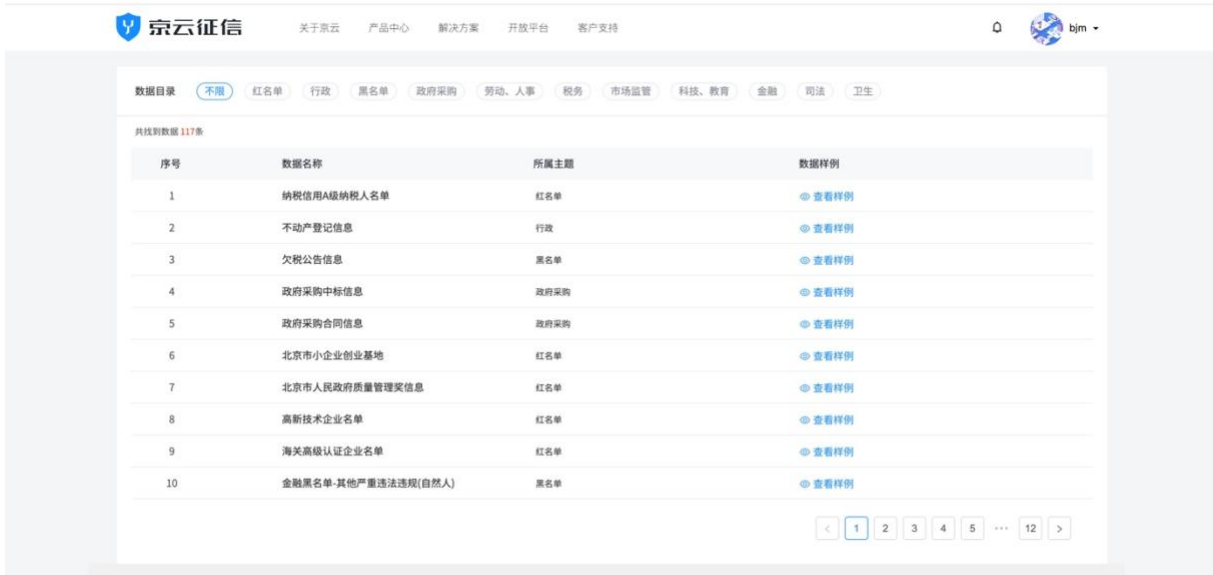 京云征信 关于京云 产品中心 解决方案 开放平台 客户支持 bjm
数据目录 不限 红名单 行政 黑名单 政府采购 劳动、人事 税务 市场监管 科技、教育 金融 司法 卫生
共找到数据 117条
序号 数据名称 所属主题 数据样例
1 纳税信用A级纳税人名单 红名单 查看样例
2 不动产登记信息 行政 查看样例
3 欠税公告信息 黑名单 查看样例
4 政府采购中标信息 政府采购 查看样例
5 政府采购合同信息 政府采购 查看样例
6 北京市小企业创业基地 红名单 查看样例
7 北京市人民政府质量管理奖信息 红名单 查看样例
8 高新技术企业名单 红名单 查看样例
9 海关高级认证企业名单 红名单 查看样例
10 金融黑名单-其他严重违法违规(自然人) 黑名单 查看样例
< 1 2 3 4 5 ··· 12 >